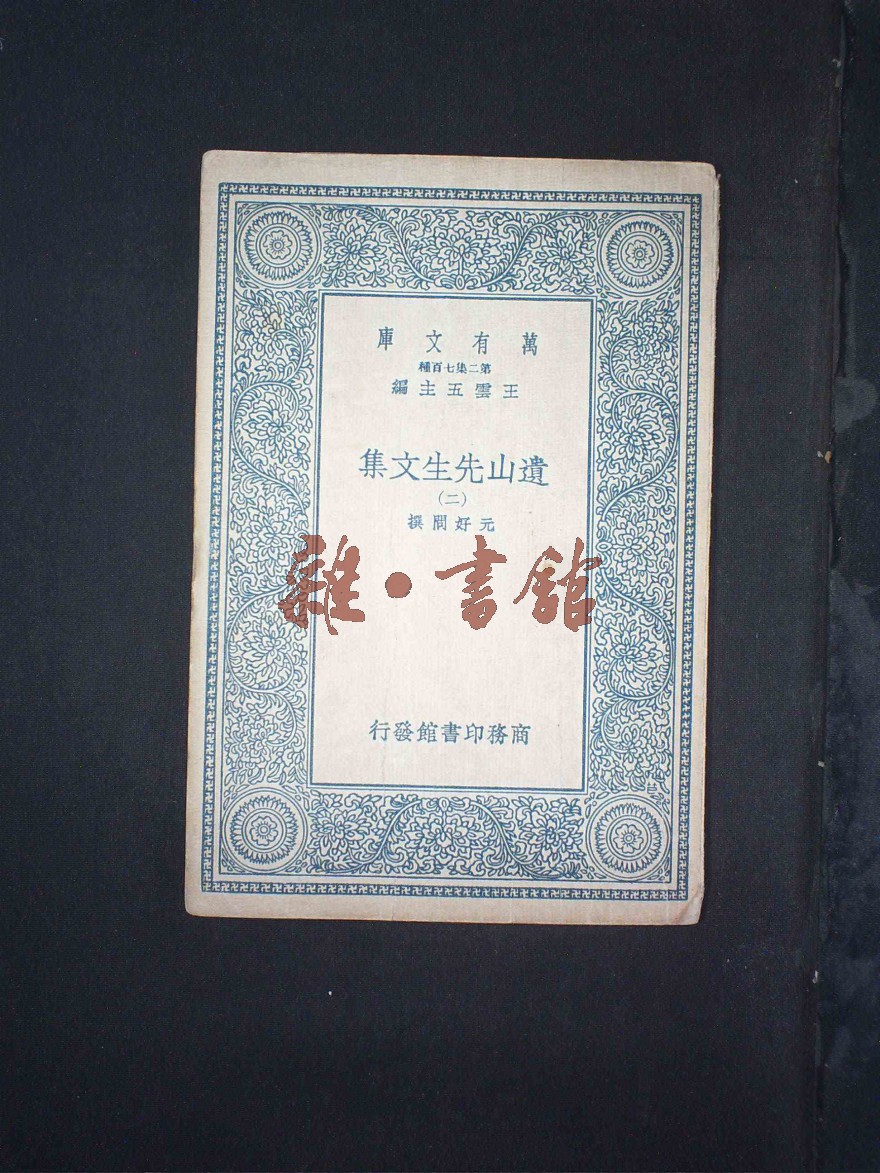 萬有文庫
第二集七百種
王雲五主編
遺山先生文集
(二)
元好問撰
雜·書館
商務印書館發行